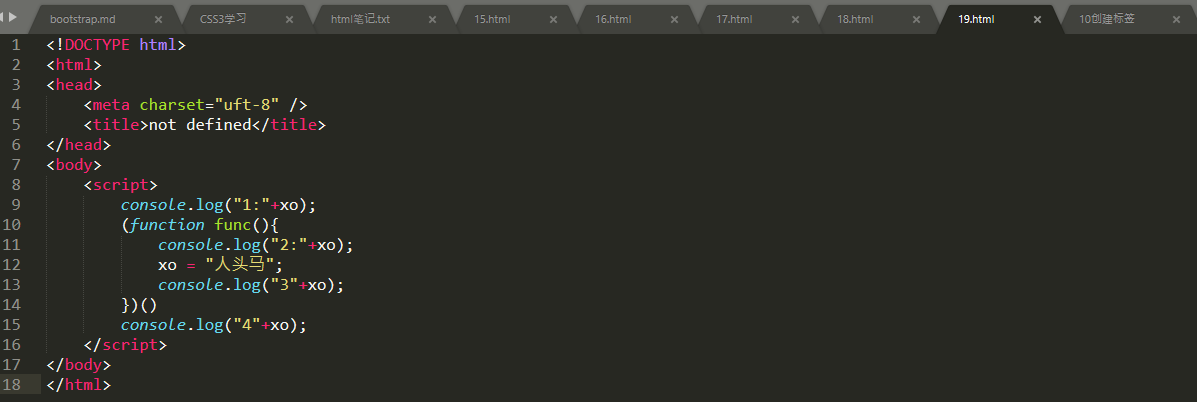 bootstrap.md × CSS3学习 × html笔记.txt × 15.html × 16.html × 17.html × 18.html × 19.html × 10创建标签 ×
1 <!DOCTYPE html>
2 <html>
3 <head>
4 <meta charset="uft-8" />
5 <title>not defined</title>
6 </head>
7 <body>
8 <script>
9 console.log("1:"+xo);
10 (function func(){
11 console.log("2:"+xo);
12 xo = "人头马";
13 console.log("3"+xo);
14 })()
15 console.log("4"+xo);
16 </script>
17 </body>
18 </html>